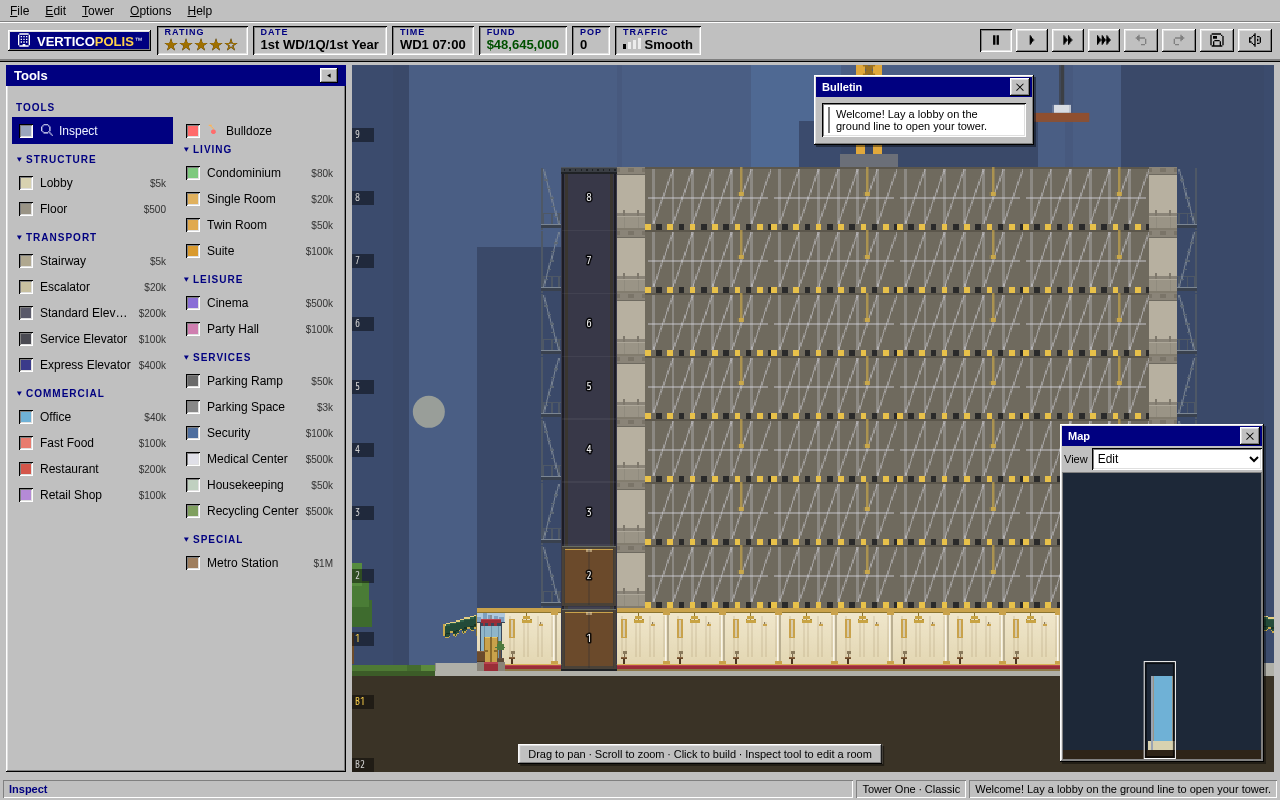 File Edit Tower Options Help
VERTICOPOLIS™
RATING
DATE
1st WD/1Q/1st Year
TIME
WD1 07:00
FUND
$48,645,000
POP
0
TRAFFIC
Smooth
Tools
TOOLS
Inspect
STRUCTURE
Lobby $5k
Floor $500
TRANSPORT
Stairway $5k
Escalator $20k
Standard Elev… $200k
Service Elevator $100k
Express Elevator $400k
COMMERCIAL
Office $40k
Fast Food $100k
Restaurant $200k
Retail Shop $100k
Bulldoze
LIVING
Condominium $80k
Single Room $20k
Twin Room $50k
Suite $100k
LEISURE
Cinema $500k
Party Hall $100k
SERVICES
Parking Ramp $50k
Parking Space $3k
Security $100k
Medical Center $500k
Housekeeping $50k
Recycling Center $500k
SPECIAL
Metro Station $1M
9
8
7
6
5
4
3
2
1
B1
B2
8
7
6
5
4
3
2
1
Bulletin
Welcome! Lay a lobby on the
ground line to open your tower.
Map
View Edit
Drag to pan · Scroll to zoom · Click to build · Inspect tool to edit a room
Inspect
Tower One · Classic
Welcome! Lay a lobby on the ground line to open your tower.